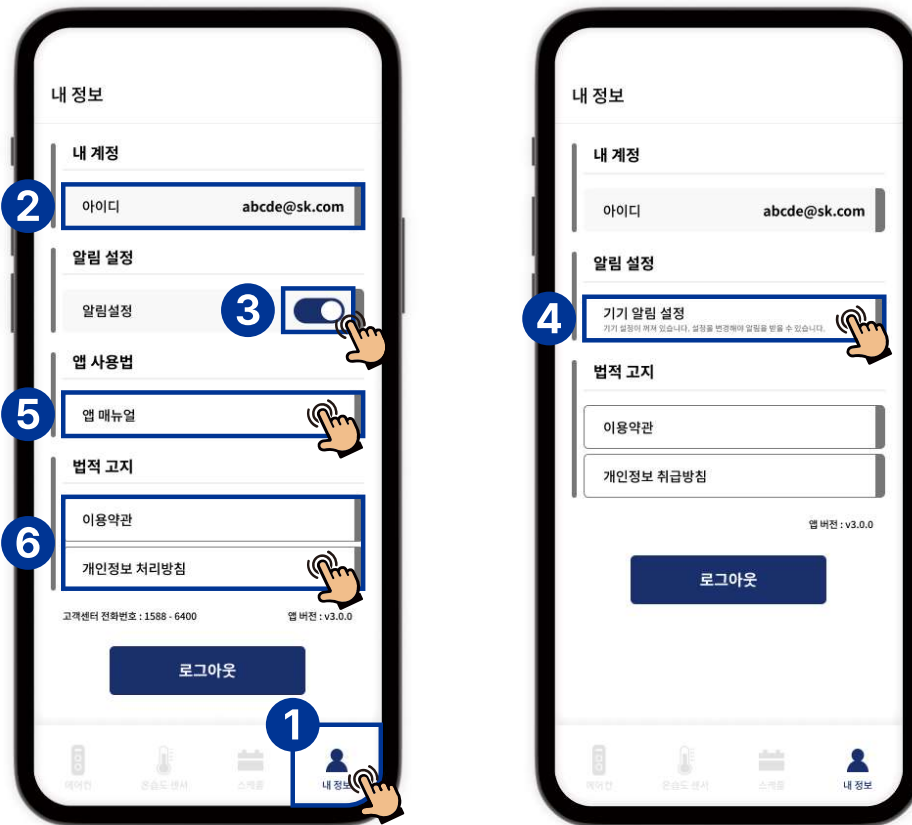 내 정보
내 계정
2
아이디
abcde@sk.com
알림 설정
알림설정
3
앱 사용법
5
앱 매뉴얼
법적 고지
6
이용약관
개인정보 처리방침
고객센터 전화번호 : 1588 - 6400
앱 버전 : v3.0.0
로그아웃
1
에어컨
온습도 센서
스케줄
내 정보
내 정보
내 계정
아이디
abcde@sk.com
알림 설정
4
기기 알림 설정
기기 설정이 꺼져 있습니다. 설정을 변경해야 알림을 받을 수 있습니다.
법적 고지
이용약관
개인정보 취급방침
앱 버전 : v3.0.0
로그아웃
에어컨
온습도 센서
스케줄
내 정보